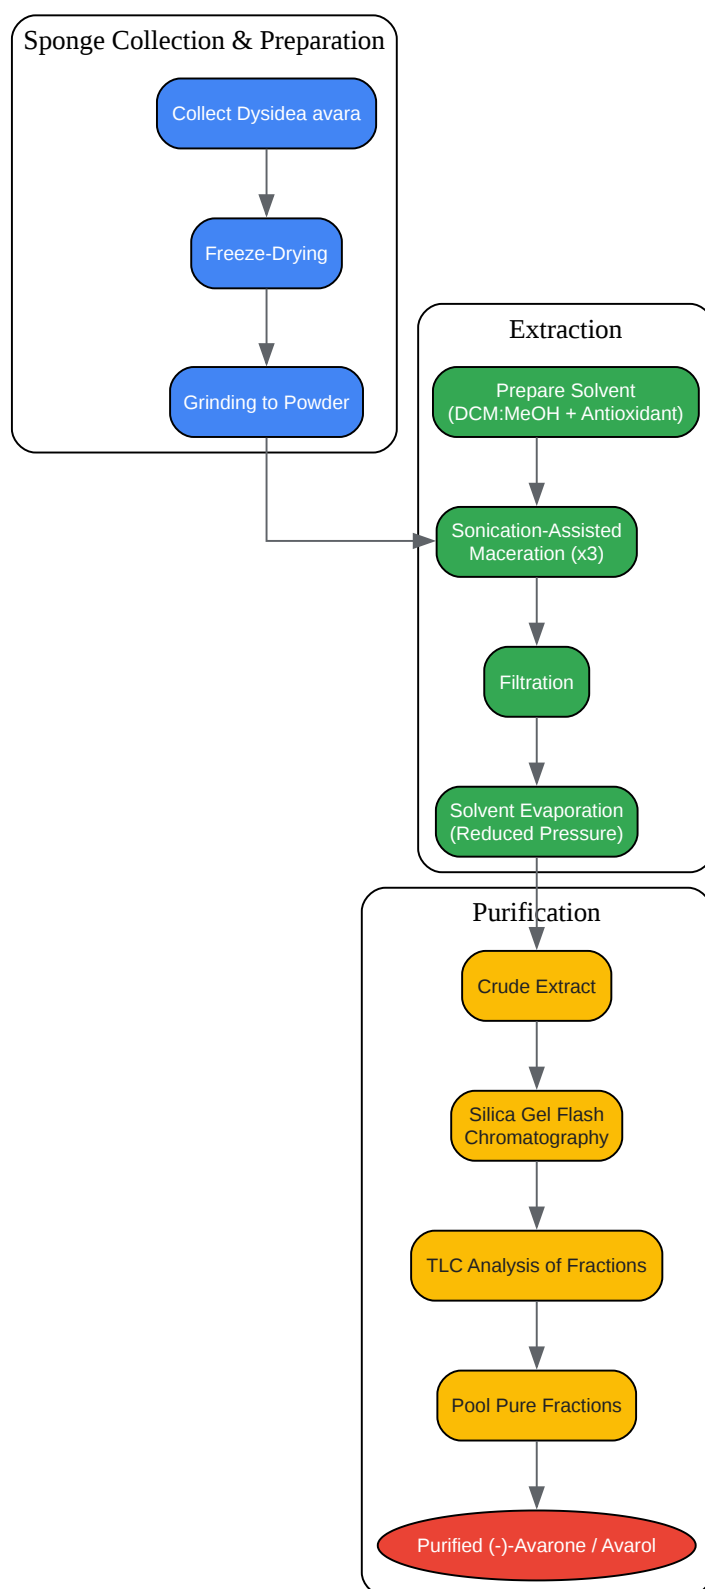 Sponge Collection & Preparation
Collect Dysidea avara
Freeze-Drying
Grinding to Powder
Extraction
Prepare Solvent
(DCM:MeOH + Antioxidant)
Sonication-Assisted
Maceration (x3)
Filtration
Solvent Evaporation
(Reduced Pressure)
Purification
Crude Extract
Silica Gel Flash
Chromatography
TLC Analysis of Fractions
Pool Pure Fractions
Purified (-)-Avarone / Avarol